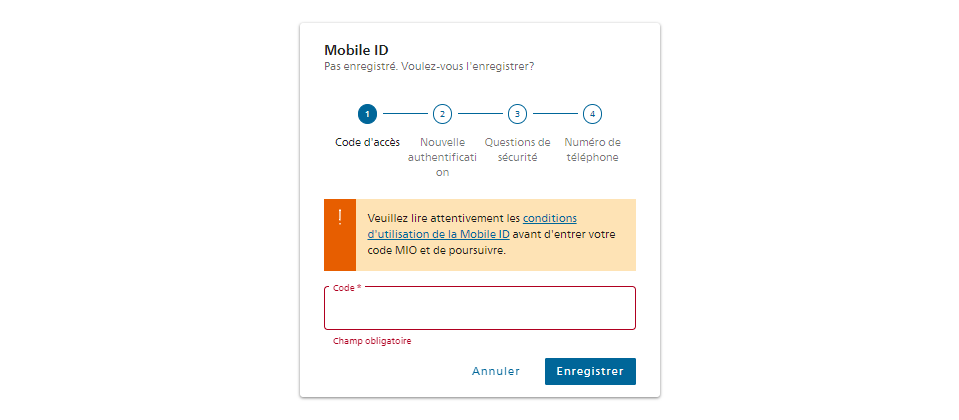 Mobile ID
Pas enregistré. Voulez-vous l'enregistrer?
1
2
3
4
Code d'accès
Nouvelle
authentificati
on
Questions de
sécurité
Numéro de
téléphone
!
Veuillez lire attentivement les conditions
d'utilisation de la Mobile ID avant d'entrer votre
code MIO et de poursuivre.
Code *
Champ obligatoire
Annuler
Enregistrer